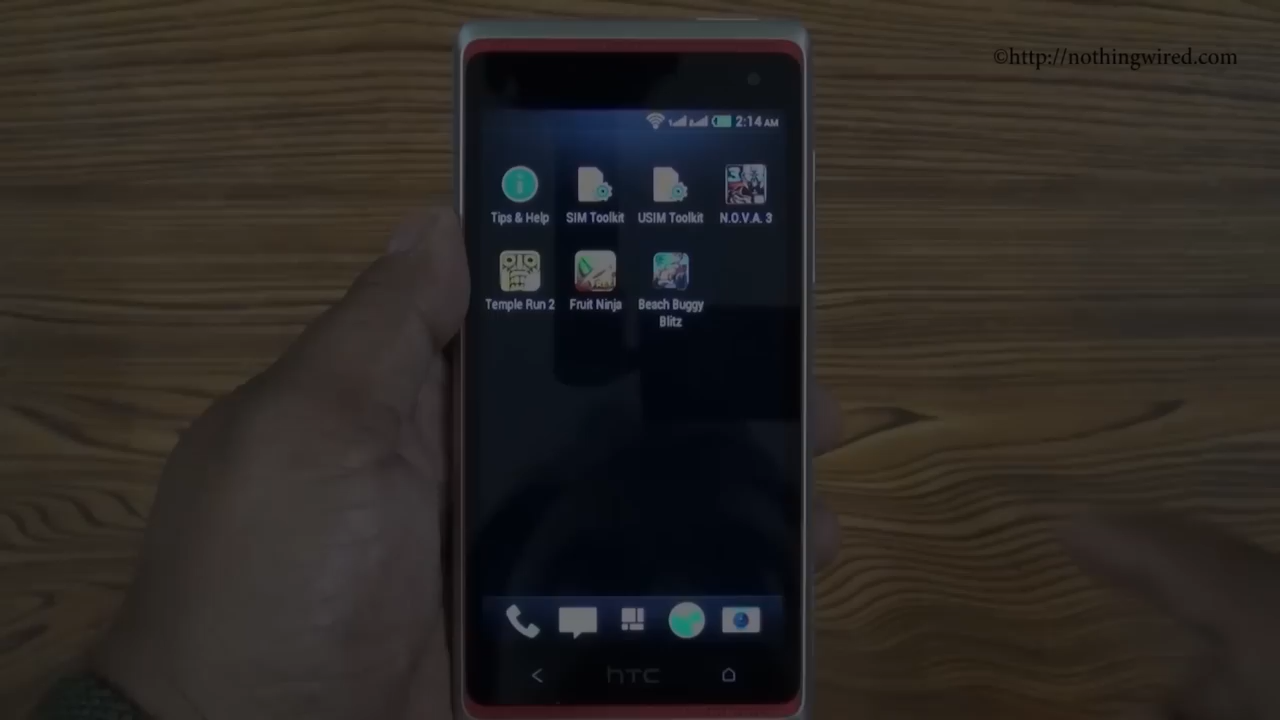 ©http://nothingwired.com
2:14 AM
Tips & Help
SIM Toolkit
USIM Toolkit
3
N.O.V.A. 3
Temple Run 2
Fruit Ninja
Beach Buggy
Blitz
hTC